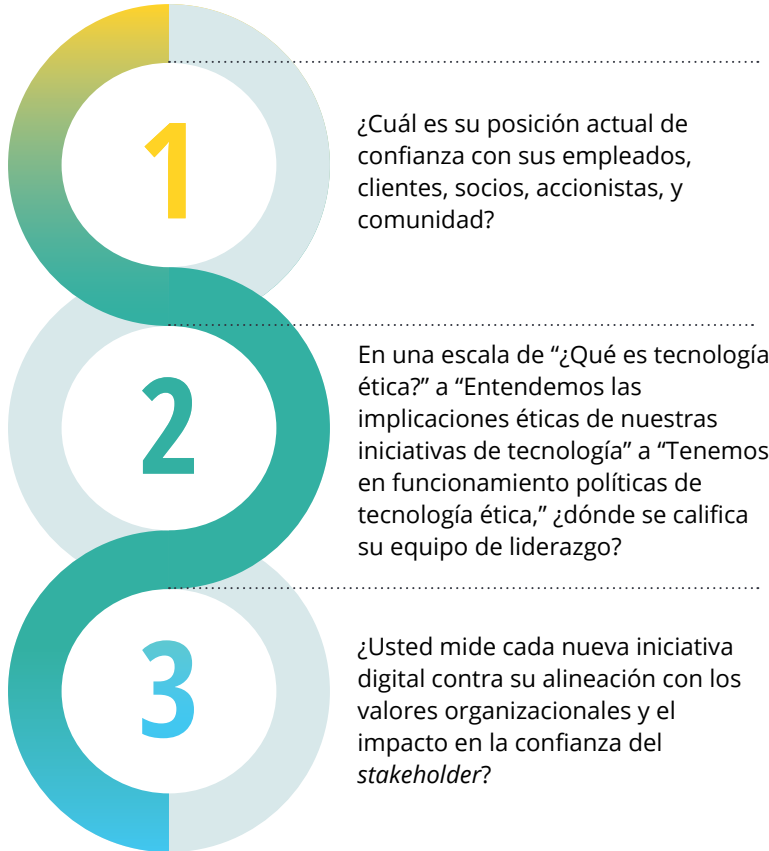 1
¿Cuál es su posición actual de
confianza con sus empleados,
clientes, socios, accionistas, y
comunidad?
2
En una escala de “¿Qué es tecnología
ética?” a “Entendemos las
implicaciones éticas de nuestras
iniciativas de tecnología” a “Tenemos
en funcionamiento políticas de
tecnología ética,” ¿dónde se califica
su equipo de liderazgo?
3
¿Usted mide cada nueva iniciativa
digital contra su alineación con los
valores organizacionales y el
impacto en la confianza del
stakeholder?